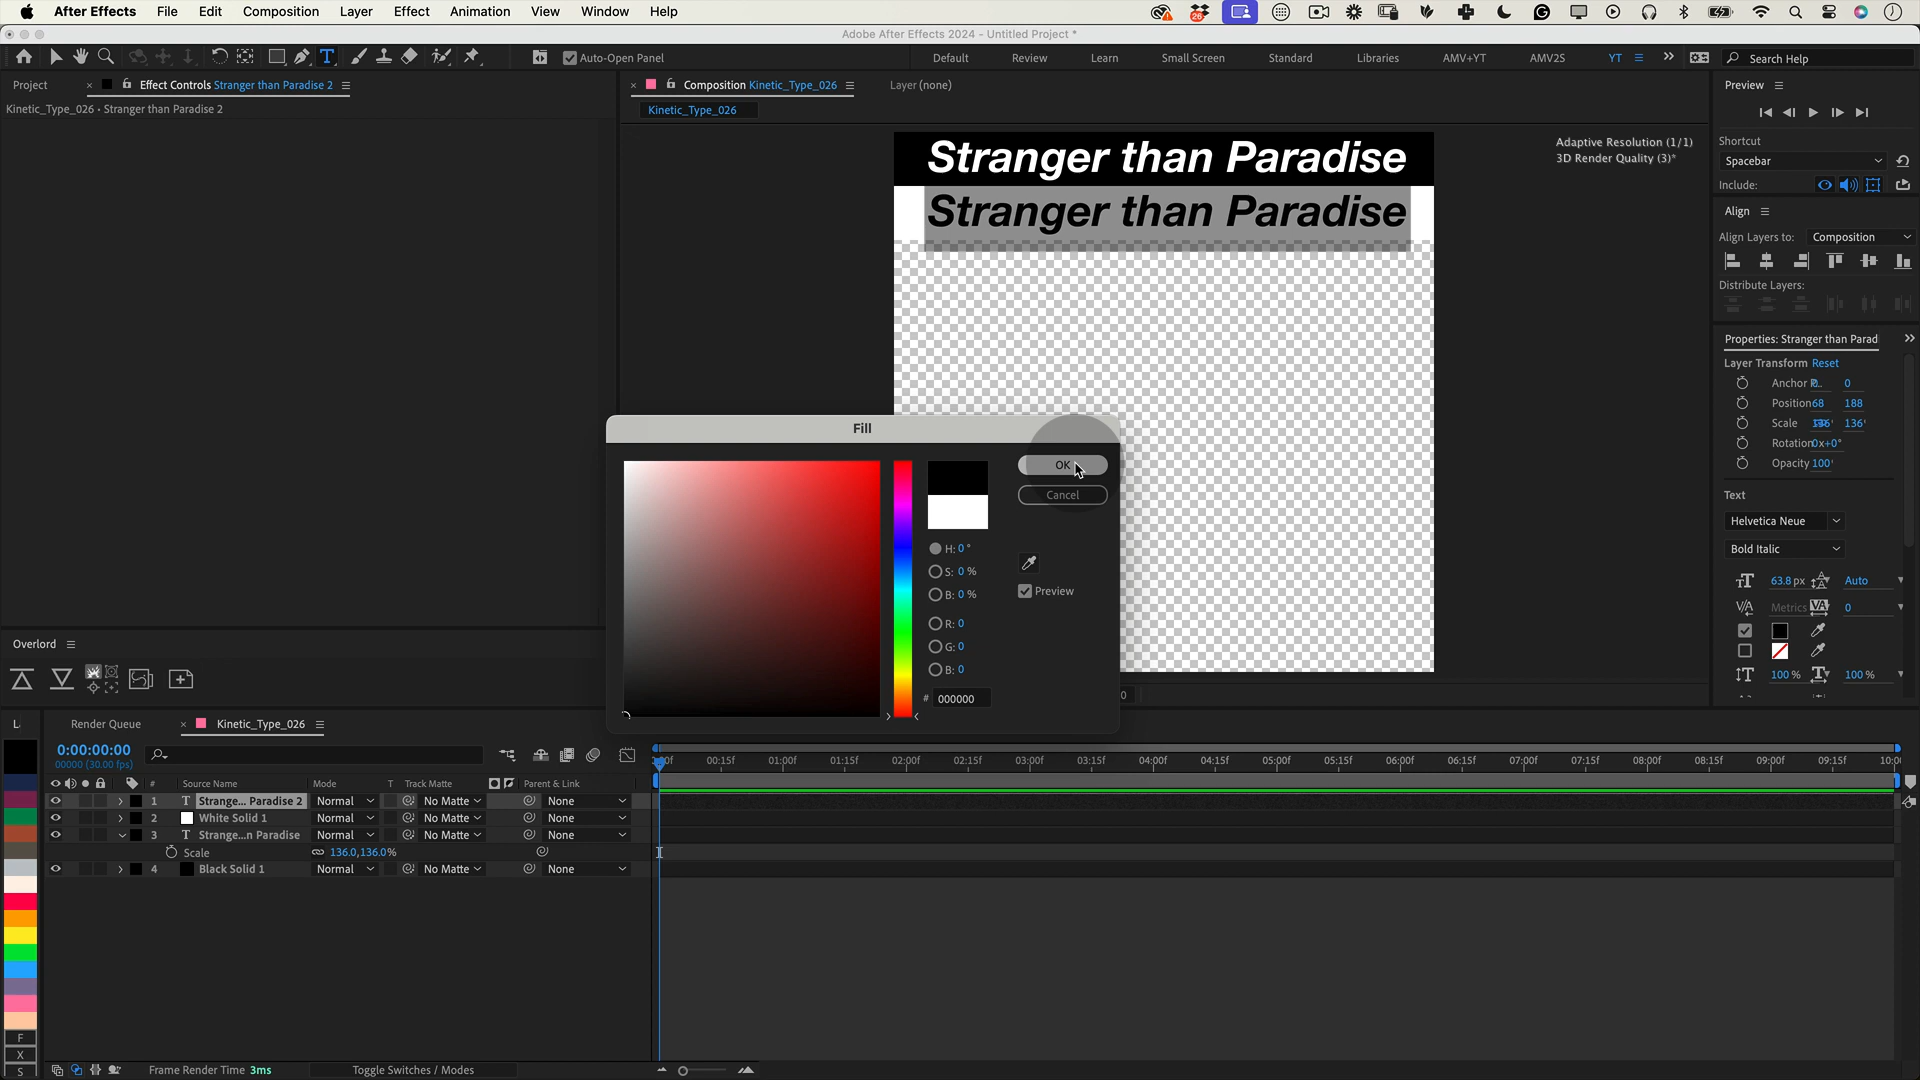 After Effects File Edit Composition Layer Effect Animation View Window Help
26
Adobe After Effects 2024 - Untitled Project *
Auto-Open Panel
Default Review Learn Small Screen Standard Libraries AMV+YT AMV2S YT Search Help
Project Effect Controls Stranger than Paradise 2
Kinetic_Type_026 • Stranger than Paradise 2
Composition Kinetic_Type_026 Layer (none)
Kinetic_Type_026
Stranger than Paradise
Stranger than Paradise
Adaptive Resolution (1/1)
3D Render Quality (3)*
Preview
Shortcut
Spacebar
Include:
Align
Align Layers to: Composition
Distribute Layers:
Properties: Stranger than Parad
Layer Transform Reset
Anchor P.. 0
Position 68 188
Scale 136' 136'
Rotation 0x+0°
Opacity 100'
Text
Helvetica Neue
Bold Italic
63.8 px Auto
Metrics 0
100 % 100 %
Fill
OK
Cancel
H: 0 °
S: 0 %
B: 0 %
R: 0
G: 0
B: 0
# 000000
Preview
Overlord
L
Render Queue Kinetic_Type_026
0:00:00:00
00000 (30.00 fps)
# Source Name Mode T Track Matte Parent & Link
1 T Strange... Paradise 2 Normal No Matte None
2 White Solid 1 Normal No Matte None
3 T Strange...n Paradise Normal No Matte None
Scale 136.0,136.0%
4 Black Solid 1 Normal No Matte None
00:15f 01:00f 01:15f 02:00f 02:15f 03:00f 03:15f 04:00f 04:15f 05:00f 05:15f 06:00f 06:15f 07:00f 07:15f 08:00f 08:15f 09:00f 09:15f 10:0
F
X
S
Frame Render Time 3ms
Toggle Switches / Modes